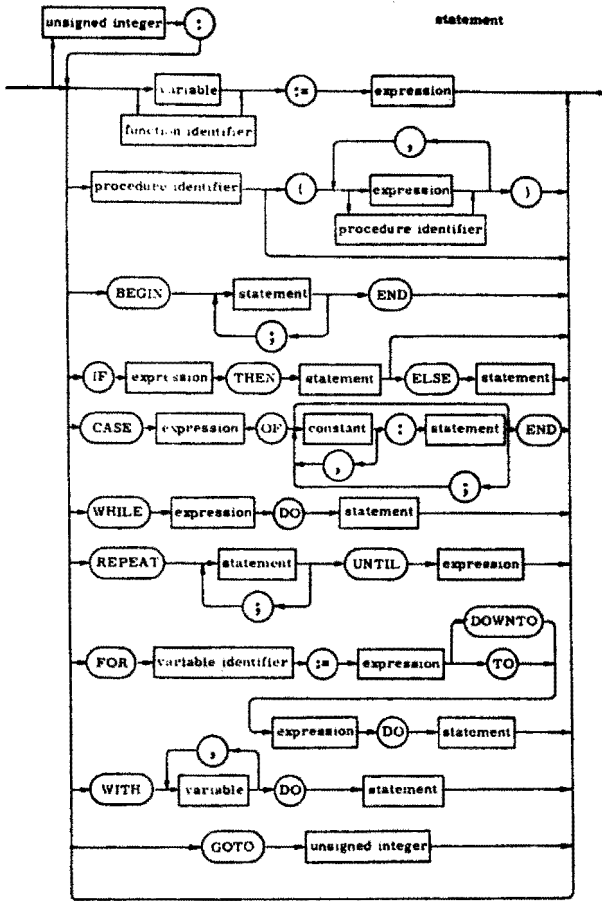 statement
unsigned integer :
variable := expression
function identifier
,
procedure identifier ( expression )
procedure identifier
BEGIN statement END
;
IF expression THEN statement ELSE statement
CASE expression OF constant : statement END
,
;
WHILE expression DO statement
REPEAT statement UNTIL expression
;
DOWNTO
FOR variable identifier := expression TO
expression DO statement
,
WITH variable DO statement
GOTO unsigned integer